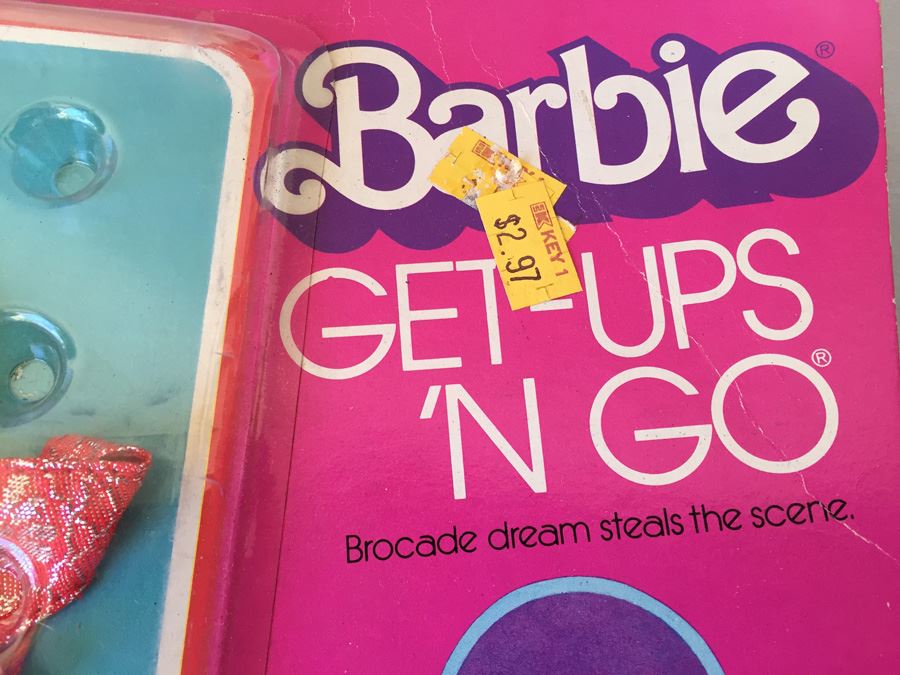 Barbie®
KEY 1
$2.97
GET-UPS
'N GO®
Brocade dream steals the scene.